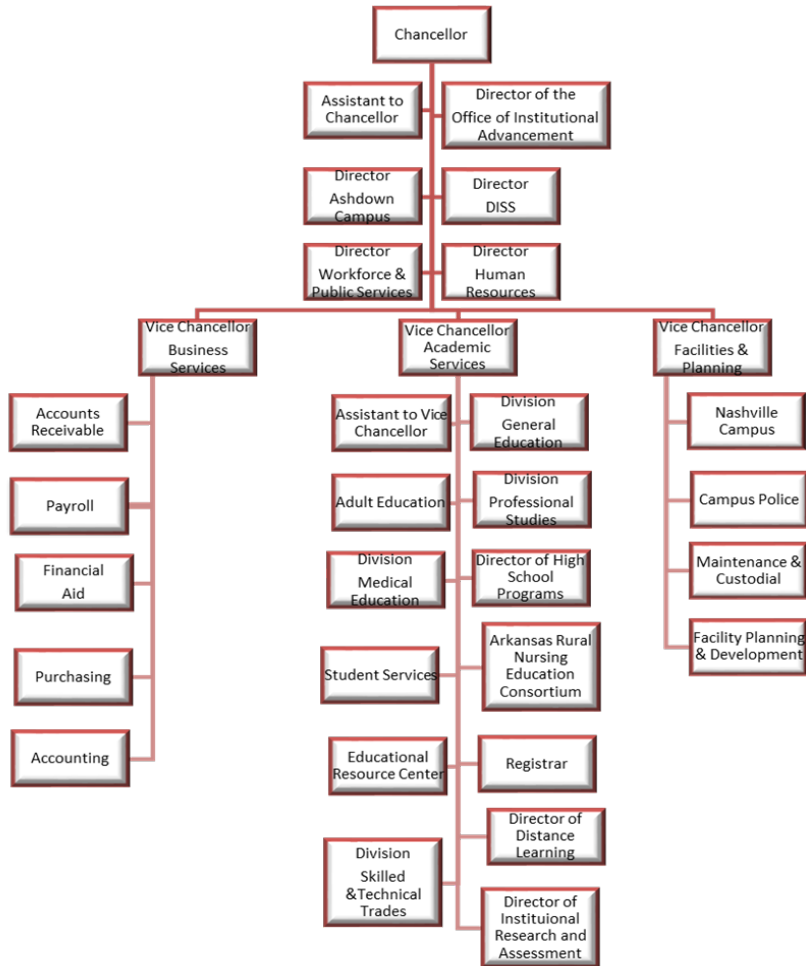 Chancellor
Assistant to
Chancellor
Director of the
Office of Institutional
Advancement
Director
Ashdown
Campus
Director
DISS
Director
Workforce &
Public Services
Director
Human
Resources
Vice Chancellor
Business
Services
Vice Chancellor
Academic
Services
Vice Chancellor
Facilities &
Planning
Accounts
Receivable
Payroll
Financial
Aid
Purchasing
Accounting
Assistant to Vice
Chancellor
Division
General
Education
Adult Education
Division
Professional
Studies
Division
Medical
Education
Director of High
School
Programs
Student Services
Arkansas Rural
Nursing
Education
Consortium
Educational
Resource Center
Registrar
Director of
Distance
Learning
Division
Skilled
&Technical
Trades
Director of
Instituional
Research and
Assessment
Nashville
Campus
Campus Police
Maintenance &
Custodial
Facility Planning
& Development